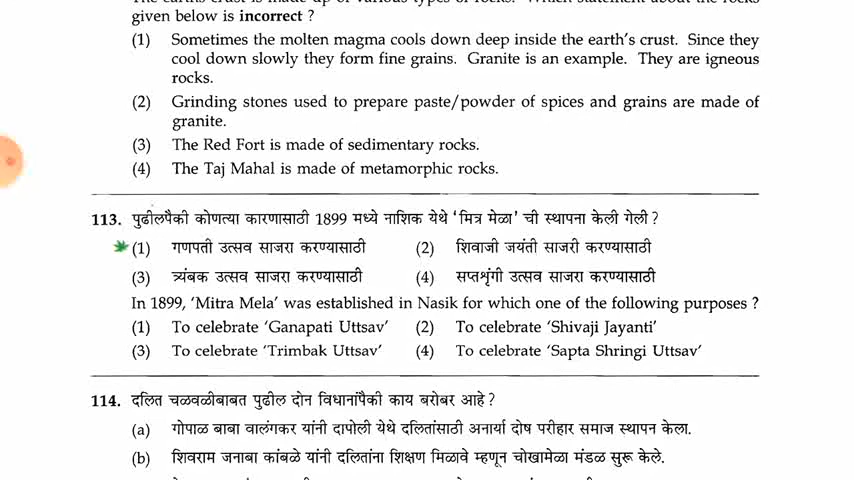 given below is incorrect ?
(1) Sometimes the molten magma cools down deep inside the earth's crust. Since they
cool down slowly they form fine grains. Granite is an example. They are igneous
rocks.
(2) Grinding stones used to prepare paste/powder of spices and grains are made of
granite.
(3) The Red Fort is made of sedimentary rocks.
(4) The Taj Mahal is made of metamorphic rocks.
113. पुढीलपैकी कोणत्या कारणासाठी 1899 मध्ये नाशिक येथे 'मित्र मेळा' ची स्थापना केली गेली ?
(1) गणपती उत्सव साजरा करण्यासाठी (2) शिवाजी जयंती साजरी करण्यासाठी
(3) त्र्यंबक उत्सव साजरा करण्यासाठी (4) सप्तशृंगी उत्सव साजरा करण्यासाठी
In 1899, 'Mitra Mela' was established in Nasik for which one of the following purposes ?
(1) To celebrate 'Ganapati Uttsav' (2) To celebrate 'Shivaji Jayanti'
(3) To celebrate 'Trimbak Uttsav' (4) To celebrate 'Sapta Shringi Uttsav'
114. दलित चळवळीबाबत पुढील दोन विधानांपैकी काय बरोबर आहे ?
(a) गोपाळ बाबा वालंगकर यांनी दापोली येथे दलितांसाठी अनार्या दोष परीहार समाज स्थापन केला.
(b) शिवराम जनाबा कांबळे यांनी दलितांना शिक्षण मिळावे म्हणून चोखामेळा मंडळ सुरू केले.